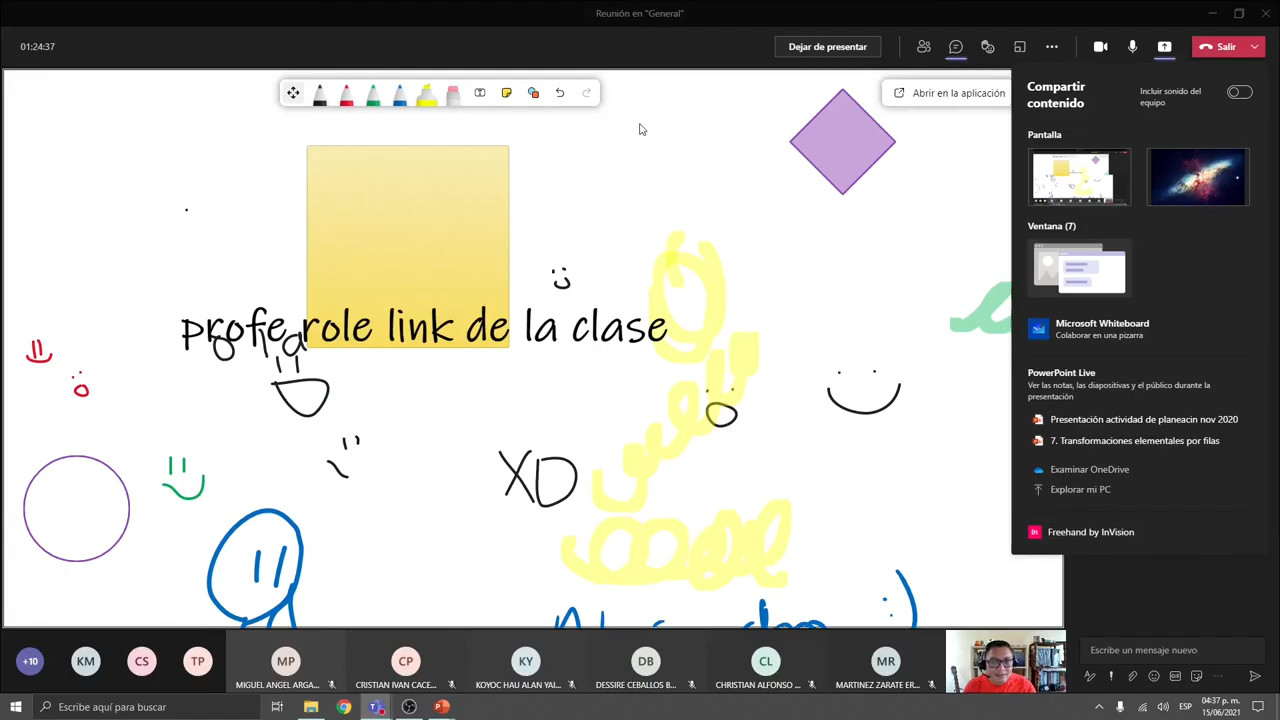 Reunión en "General"
01:24:37
Dejar de presentar
Salir
Abrir en la aplicación
Compartir contenido
Incluir sonido del equipo
Pantalla
Ventana (7)
Microsoft Whiteboard
Colaborar en una pizarra
PowerPoint Live
Ver las notas, las diapositivas y el público durante la presentación
Presentación actividad de planeacin nov 2020
7. Transformaciones elementales por filas
Examinar OneDrive
Explorar mi PC
in
Freehand by InVision
profe role link de la clase
XD
:)
+10
KM
CS
TP
MP
MIGUEL ANGEL ARGA...
CP
CRISTIAN IVAN CACE...
KY
KOYOC HAU ALAN YAI...
DB
DESSIRE CEBALLOS B...
CL
CHRISTIAN ALFONSO ...
MR
MARTINEZ ZARATE ER...
Escribe un mensaje nuevo
GIF
Escribe aquí para buscar
ESP
04:37 p. m.
15/06/2021